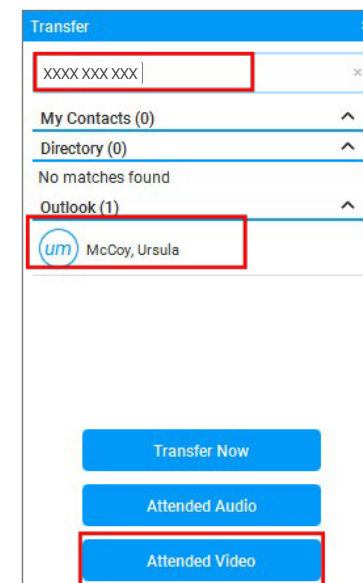 Transfer
XXXX XXX XXX
My Contacts (0)
Directory (0)
No matches found
Outlook (1)
um McCoy, Ursula
Transfer Now
Attended Audio
Attended Video